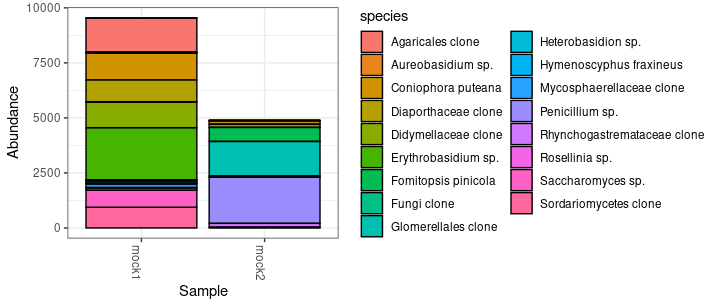 10000
7500
5000
2500
0
Abundance
mock1
mock2
Sample
species
Agaricales clone
Aureobasidium sp.
Coniophora puteana
Diaporthaceae clone
Didymellaceae clone
Erythrobasidium sp.
Fomitopsis pinicola
Fungi clone
Glomerellales clone
Heterobasidion sp.
Hymenoscyphus fraxineus
Mycosphaerellaceae clone
Penicillium sp.
Rhynchogastremataceae clone
Rosellinia sp.
Saccharomyces sp.
Sordariomycetes clone